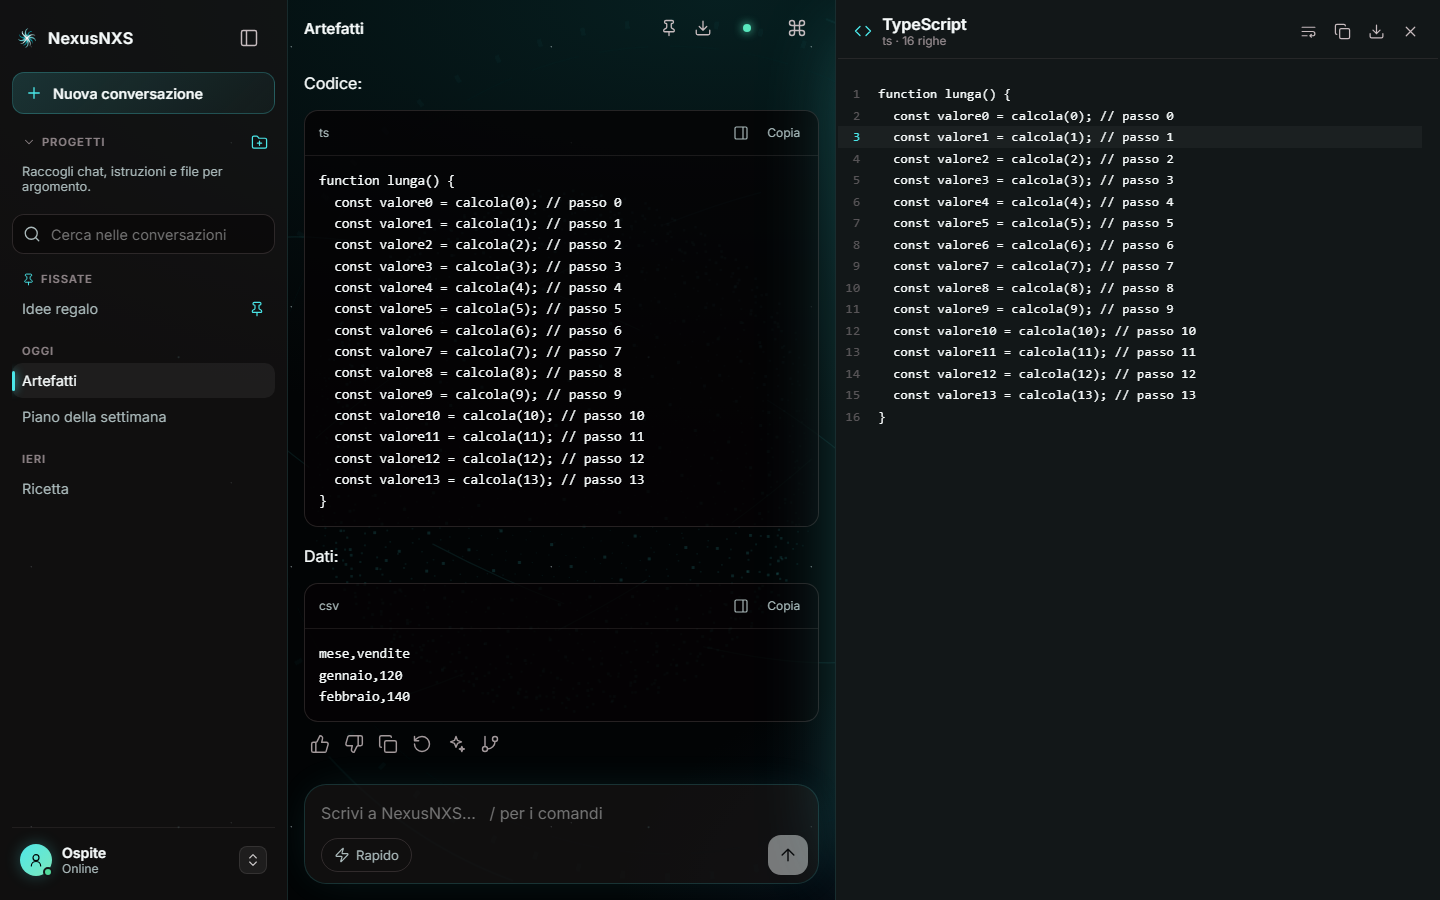 NexusNXS
Nuova conversazione
PROGETTI
Raccogli chat, istruzioni e file per
argomento.
Cerca nelle conversazioni
FISSATE
Idee regalo
OGGI
Artefatti
Piano della settimana
IERI
Ricetta
Ospite
Online
Artefatti
Codice:
ts
Copia
function lunga() {
  const valore0 = calcola(0); // passo 0
  const valore1 = calcola(1); // passo 1
  const valore2 = calcola(2); // passo 2
  const valore3 = calcola(3); // passo 3
  const valore4 = calcola(4); // passo 4
  const valore5 = calcola(5); // passo 5
  const valore6 = calcola(6); // passo 6
  const valore7 = calcola(7); // passo 7
  const valore8 = calcola(8); // passo 8
  const valore9 = calcola(9); // passo 9
  const valore10 = calcola(10); // passo 10
  const valore11 = calcola(11); // passo 11
  const valore12 = calcola(12); // passo 12
  const valore13 = calcola(13); // passo 13
}
Dati:
csv
Copia
mese,vendite
gennaio,120
febbraio,140
Scrivi a NexusNXS... / per i comandi
Rapido
TypeScript
ts · 16 righe
1 function lunga() {
2   const valore0 = calcola(0); // passo 0
3   const valore1 = calcola(1); // passo 1
4   const valore2 = calcola(2); // passo 2
5   const valore3 = calcola(3); // passo 3
6   const valore4 = calcola(4); // passo 4
7   const valore5 = calcola(5); // passo 5
8   const valore6 = calcola(6); // passo 6
9   const valore7 = calcola(7); // passo 7
10   const valore8 = calcola(8); // passo 8
11   const valore9 = calcola(9); // passo 9
12   const valore10 = calcola(10); // passo 10
13   const valore11 = calcola(11); // passo 11
14   const valore12 = calcola(12); // passo 12
15   const valore13 = calcola(13); // passo 13
16 }